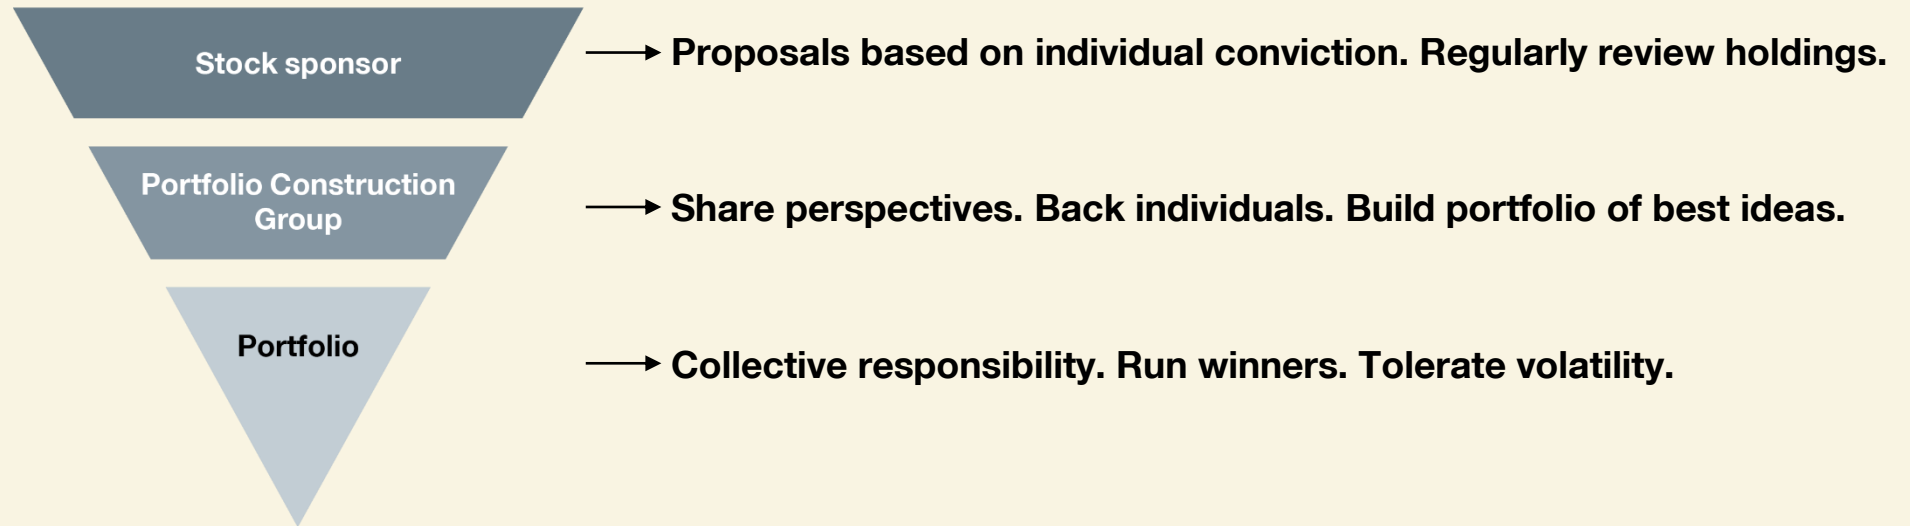 Stock sponsor
Proposals based on individual conviction. Regularly review holdings.
Portfolio Construction
Group
Share perspectives. Back individuals. Build portfolio of best ideas.
Portfolio
Collective responsibility. Run winners. Tolerate volatility.